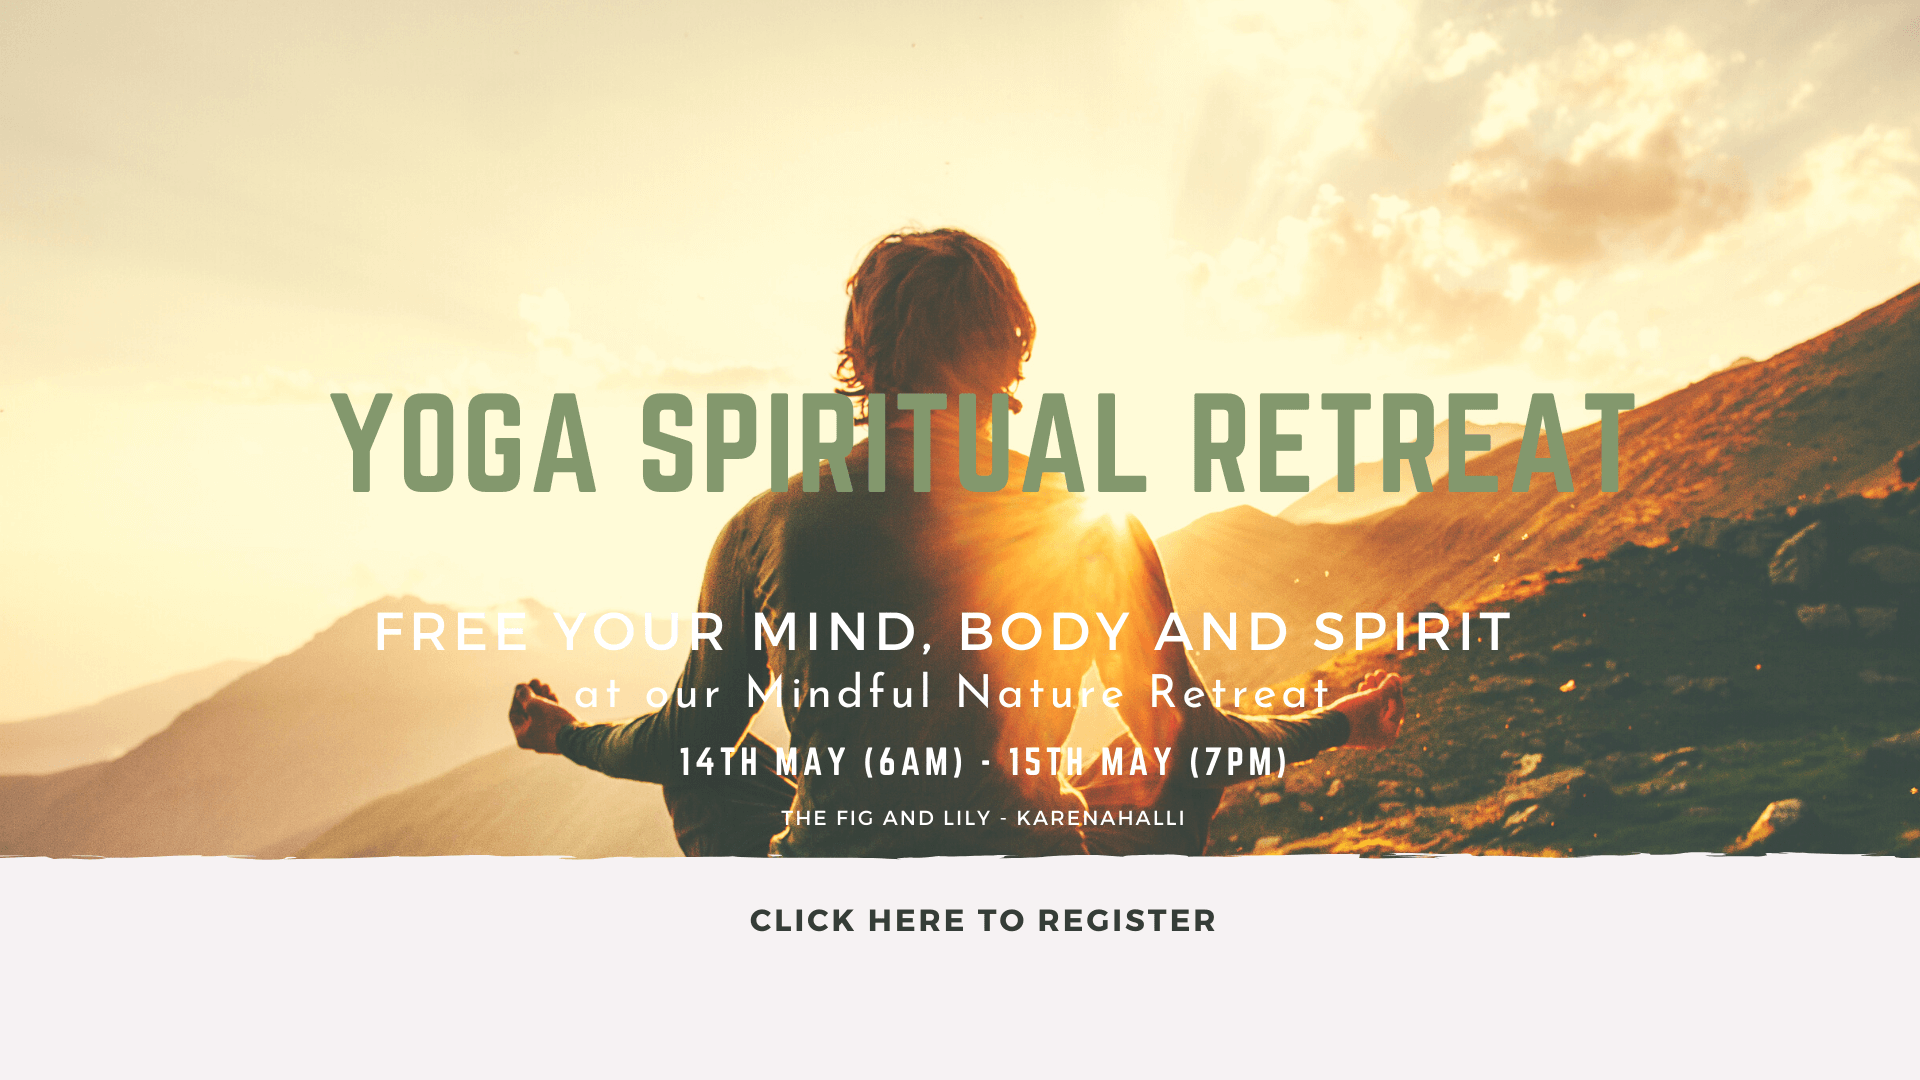 YOGA SPIRITUAL RETREAT
FREE YOUR MIND, BODY AND SPIRIT
at our Mindful Nature Retreat
14TH MAY (6AM) - 15TH MAY (7PM)
THE FIG AND LILY - KARENAHALLI
CLICK HERE TO REGISTER